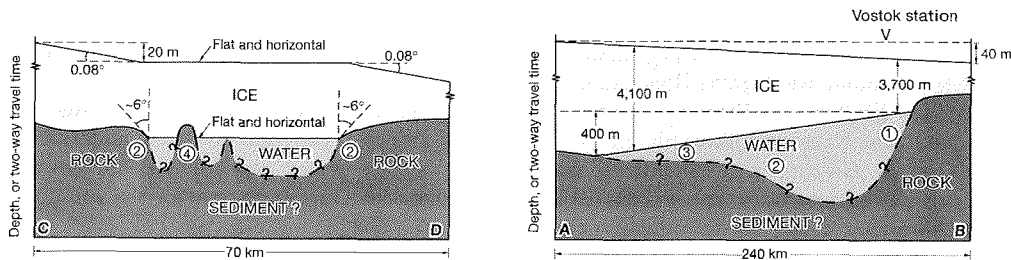 Depth, or two-way travel time
20 m
Flat and horizontal
0.08°
0.08°
ICE
~6°
~6°
Flat and horizontal
ROCK
②
?
④
?
WATER
②
ROCK
?
?
?
SEDIMENT ?
C
D
70 km
Depth, or two-way travel time
Vostok station
V
40 m
4,100 m
ICE
3,700 m
400 m
①
WATER
③
②
?
?
?
?
ROCK
SEDIMENT ?
A
B
240 km